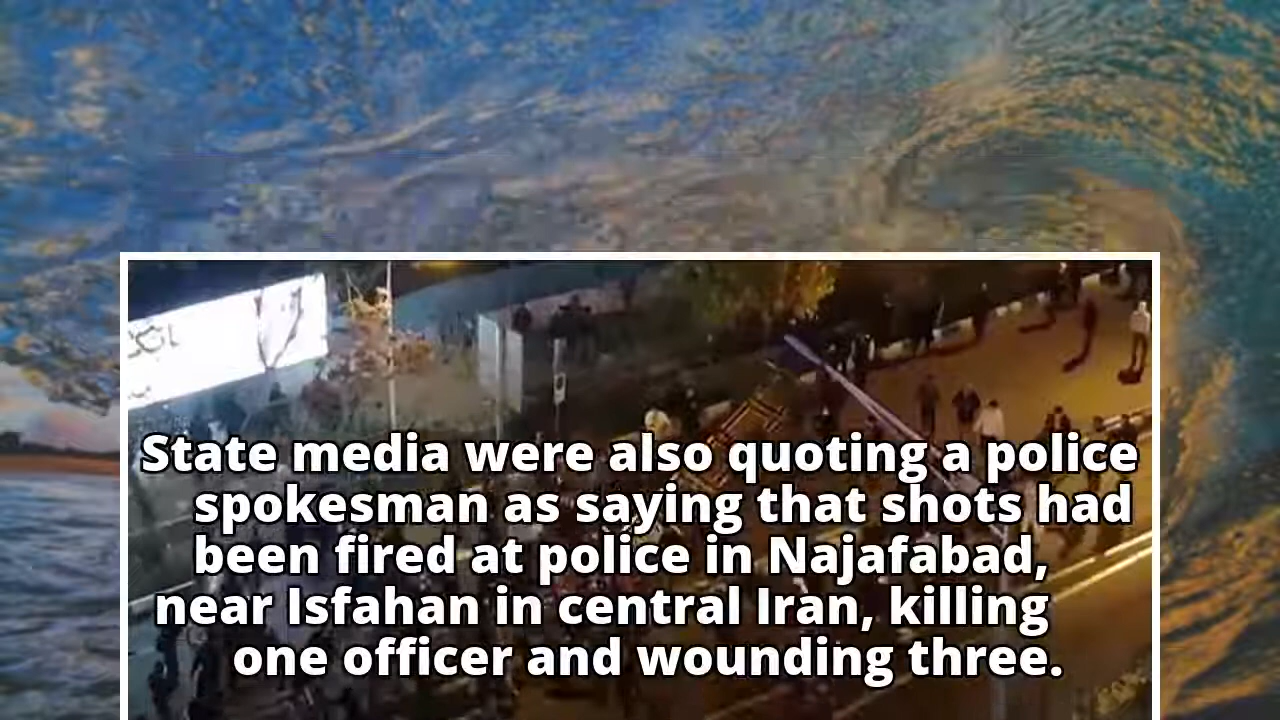 State media were also quoting a police
spokesman as saying that shots had
been fired at police in Najafabad,
near Isfahan in central Iran, killing
one officer and wounding three.